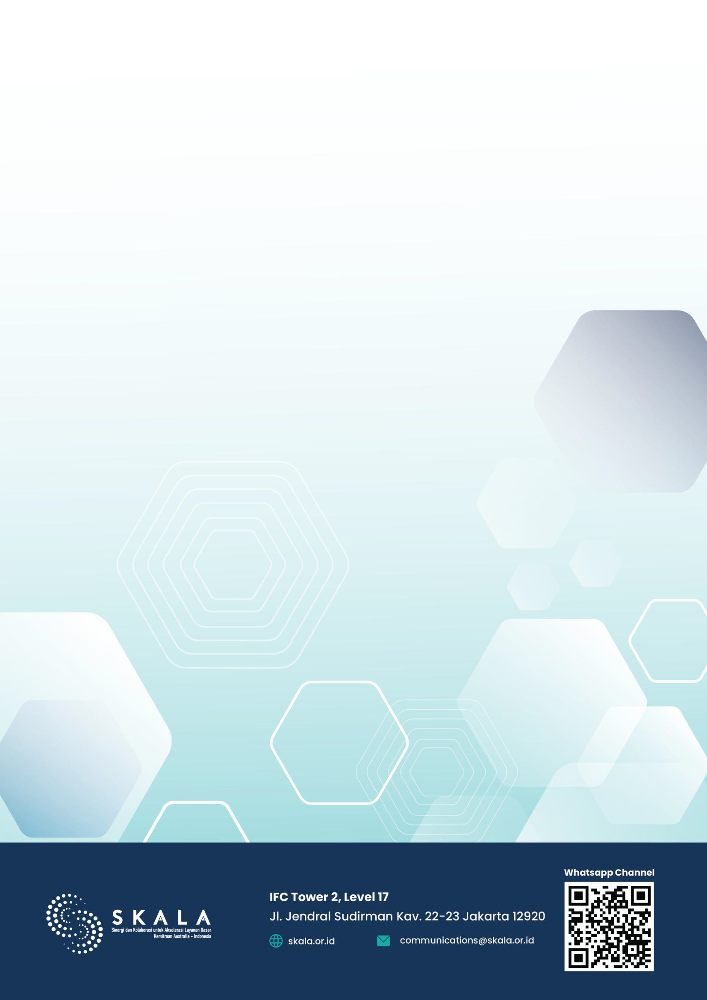 SKALA
Sinergi dan Kolaborasi untuk Akselerasi Layanan Dasar
Kemitraan Australia - Indonesia
IFC Tower 2, Level 17
Jl. Jendral Sudirman Kav. 22-23 Jakarta 12920
skala.or.id
communications@skala.or.id
Whatsapp Channel